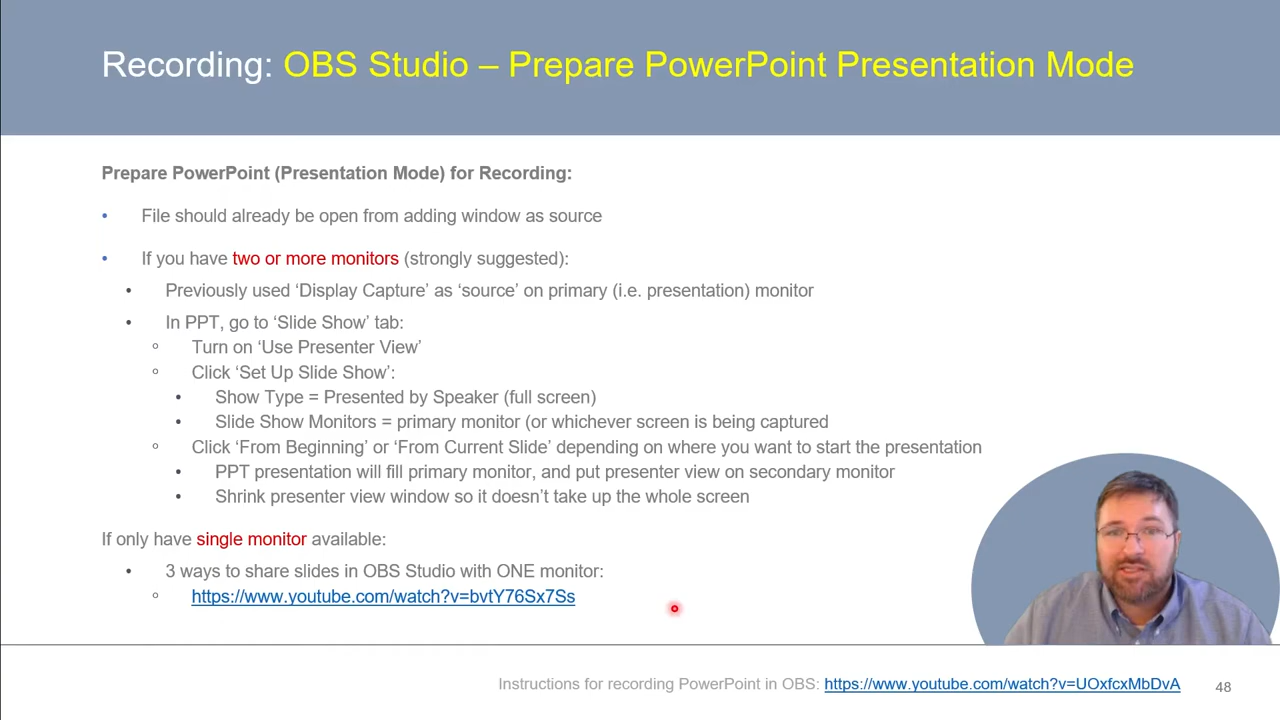 Recording: OBS Studio – Prepare PowerPoint Presentation Mode
Prepare PowerPoint (Presentation Mode) for Recording:
• File should already be open from adding window as source
• If you have two or more monitors (strongly suggested):
• Previously used ‘Display Capture’ as ‘source’ on primary (i.e. presentation) monitor
• In PPT, go to ‘Slide Show’ tab:
○ Turn on ‘Use Presenter View’
○ Click ‘Set Up Slide Show’:
• Show Type = Presented by Speaker (full screen)
• Slide Show Monitors = primary monitor (or whichever screen is being captured
○ Click ‘From Beginning’ or ‘From Current Slide’ depending on where you want to start the presentation
• PPT presentation will fill primary monitor, and put presenter view on secondary monitor
• Shrink presenter view window so it doesn’t take up the whole screen
If only have single monitor available:
• 3 ways to share slides in OBS Studio with ONE monitor:
○ https://www.youtube.com/watch?v=bvtY76Sx7Ss
Instructions for recording PowerPoint in OBS: https://www.youtube.com/watch?v=UOxfcxMbDvA
48